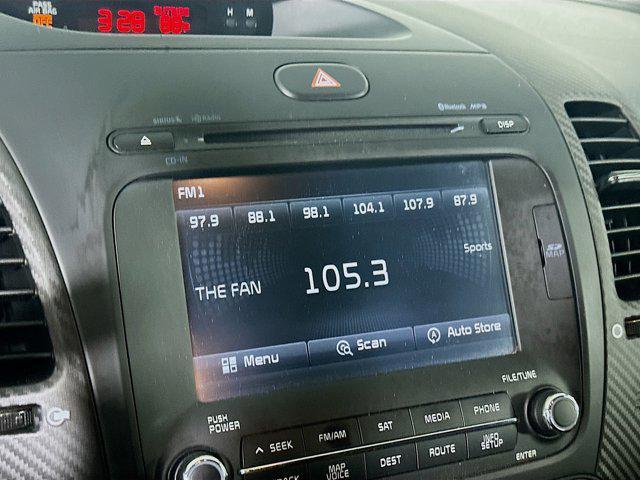 PASS
AIR BAG
OFF
3:28
H M
SIRIUS
HD Radio
Bluetooth MP3
CD-IN
DISP
FM1
97.9 88.1 98.1 104.1 107.9 87.9
Sports
THE FAN 105.3
Menu Scan Auto Store
SD
MAP
PUSH
POWER
FILE/TUNE
SEEK FM/AM SAT MEDIA PHONE
MAP
VOICE DEST ROUTE INFO
SETUP
ENTER